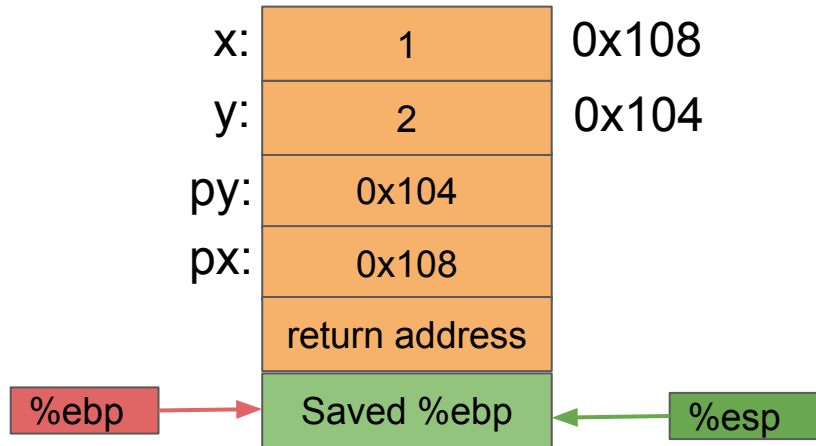 x: 1 0x108
y: 2 0x104
py: 0x104
px: 0x108
return address
%ebp Saved %ebp %esp